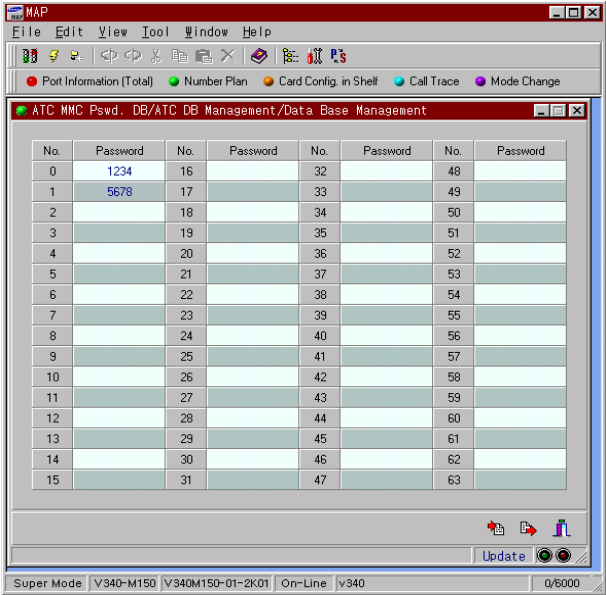 MAP
File Edit View Tool Window Help
Port Information (Total) Number Plan Card Config. in Shelf Call Trace Mode Change
ATC MMC Pswd. DB/ATC DB Management/Data Base Management
No. Password No. Password No. Password No. Password
0 1234 16 32 48
1 5678 17 33 49
2 18 34 50
3 19 35 51
4 20 36 52
5 21 37 53
6 22 38 54
7 23 39 55
8 24 40 56
9 25 41 57
10 26 42 58
11 27 43 59
12 28 44 60
13 29 45 61
14 30 46 62
15 31 47 63
Update
Super Mode V340-M150 V340M150-01-2K01 On-Line v340 0/6000